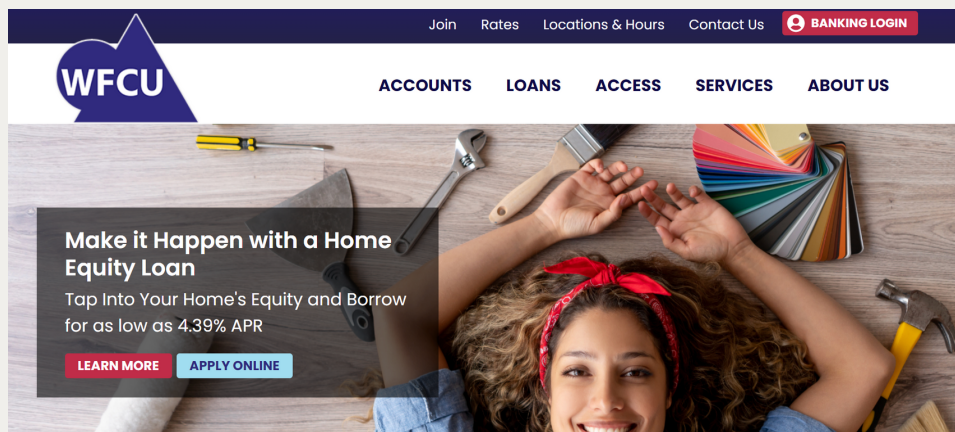 Join Rates Locations & Hours Contact Us BANKING LOGIN
WFCU
ACCOUNTS LOANS ACCESS SERVICES ABOUT US
Make it Happen with a Home
Equity Loan
Tap Into Your Home's Equity and Borrow
for as low as 4.39% APR
LEARN MORE APPLY ONLINE